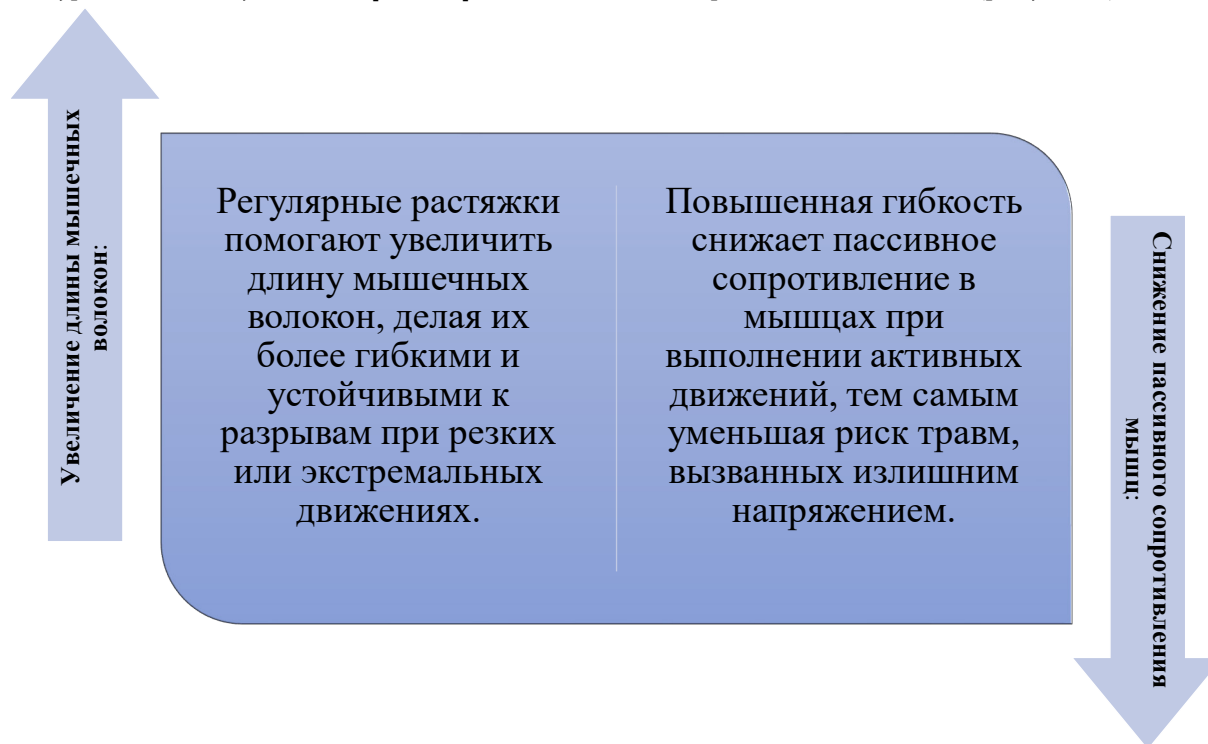 Увеличение длины мышечных
волокон:
Регулярные растяжки
помогают увеличить
длину мышечных
волокон, делая их
более гибкими и
устойчивыми к
разрывам при резких
или экстремальных
движениях.
Повышенная гибкость
снижает пассивное
сопротивление в
мышцах при
выполнении активных
движений, тем самым
уменьшая риск травм,
вызванных излишним
напряжением.
Снижение пассивного сопротивления
мышц: